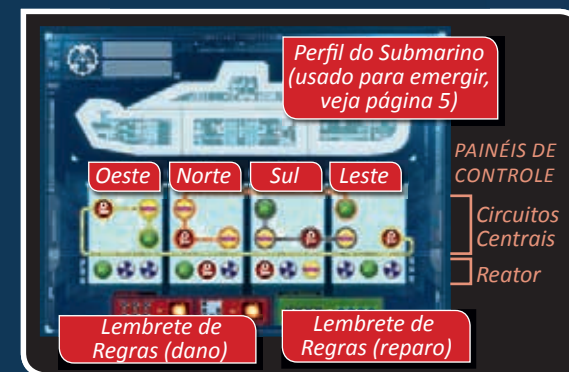 Perfil do Submarino
(usado para emergir,
veja página 5)
Oeste
Norte
Sul
Leste
PAINÉIS DE
CONTROLE
Circuitos
Centrais
Reator
Lembrete de
Regras (dano)
Lembrete de
Regras (reparo)